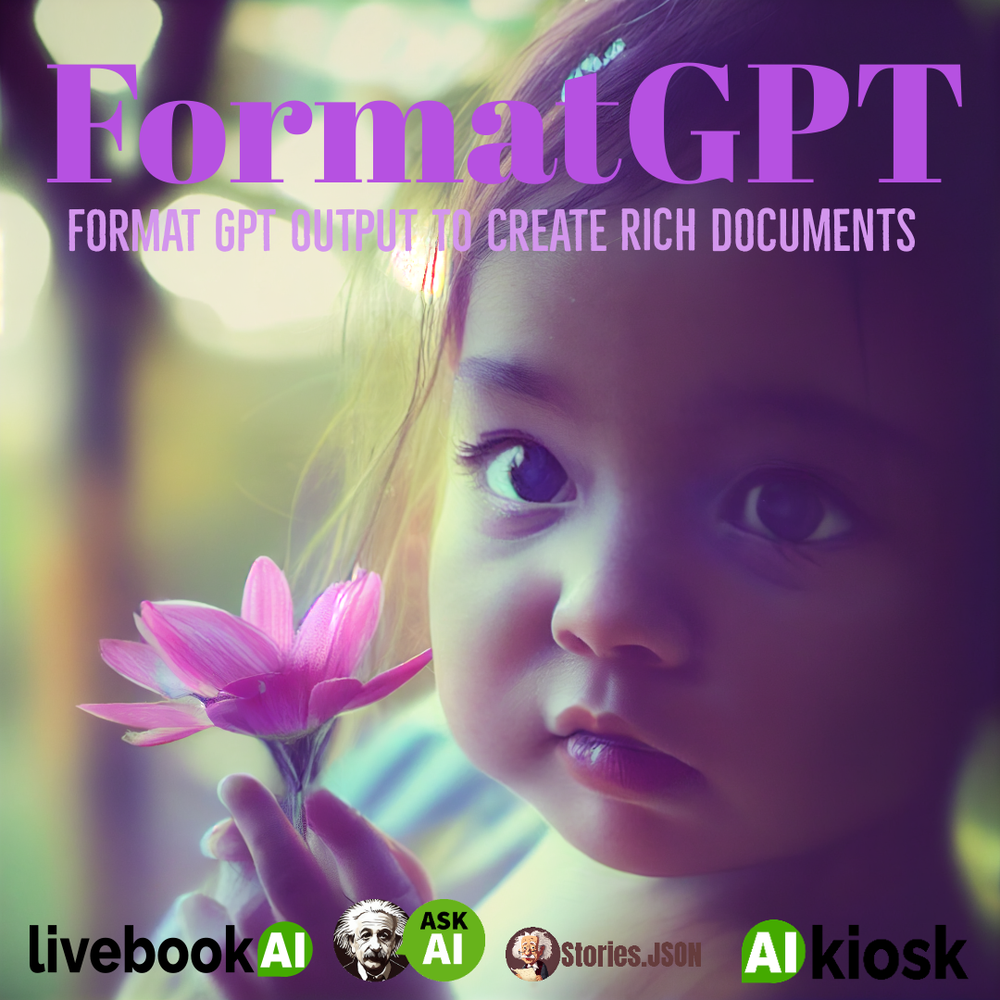 FormatGPT
FORMAT GPT OUTPUT TO CREATE RICH DOCUMENTS
livebookAI
ASK
AI
Stories.JSON
AIkiosk